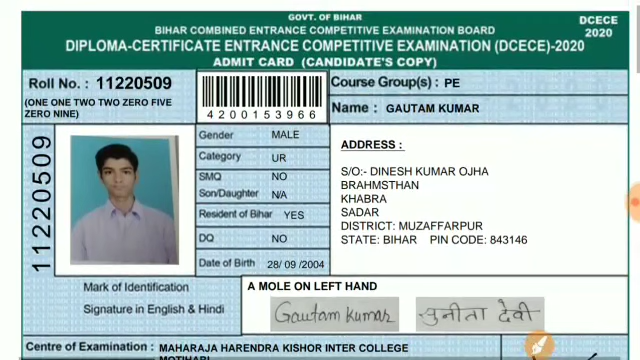 GOVT. OF BIHAR
BIHAR COMBINED ENTRANCE COMPETITIVE EXAMINATION BOARD
DIPLOMA-CERTIFICATE ENTRANCE COMPETITIVE EXAMINATION (DCECE)-2020
ADMIT CARD (CANDIDATE'S COPY)
DCECE
2020
Roll No. : 11220509
(ONE ONE TWO TWO ZERO FIVE
ZERO NINE)
4200153966
Course Group(s) : PE
Name : GAUTAM KUMAR
11220509
Gender MALE
Category UR
SMQ NO
Son/Daughter N/A
Resident of Bihar YES
DQ NO
Date of Birth 28/09/2004
ADDRESS :
S/O:- DINESH KUMAR OJHA
BRAHMSTHAN
KHABRA
SADAR
DISTRICT: MUZAFFARPUR
STATE: BIHAR PIN CODE: 843146
Mark of Identification A MOLE ON LEFT HAND
Signature in English & Hindi Gautam Kumar सुनीता देवी
Centre of Examination : MAHARAJA HARENDRA KISHOR INTER COLLEGE
MOTIHARI